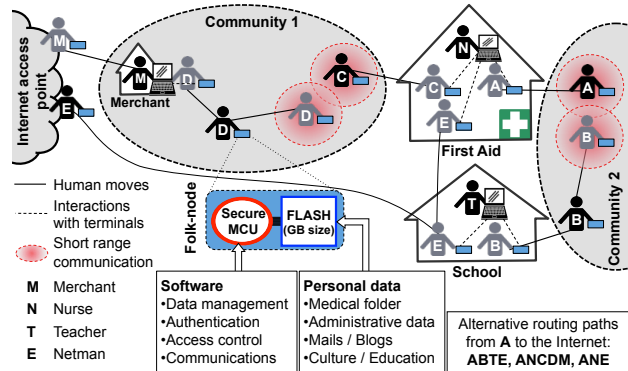 Community 1
Internet access
point
M
E
M
D
Merchant
D
D
C
N
C
A
E
First Aid
A
B
B
Community 2
T
E
B
School
Human moves
Interactions
with terminals
Short range
communication
M Merchant
N Nurse
T Teacher
E Netman
Folk-node
Secure
MCU
FLASH
(GB size)
Software
•Data management
•Authentication
•Access control
•Communications
Personal data
•Medical folder
•Administrative data
•Mails / Blogs
•Culture / Education
Alternative routing paths
from A to the Internet:
ABTE, ANCDM, ANE